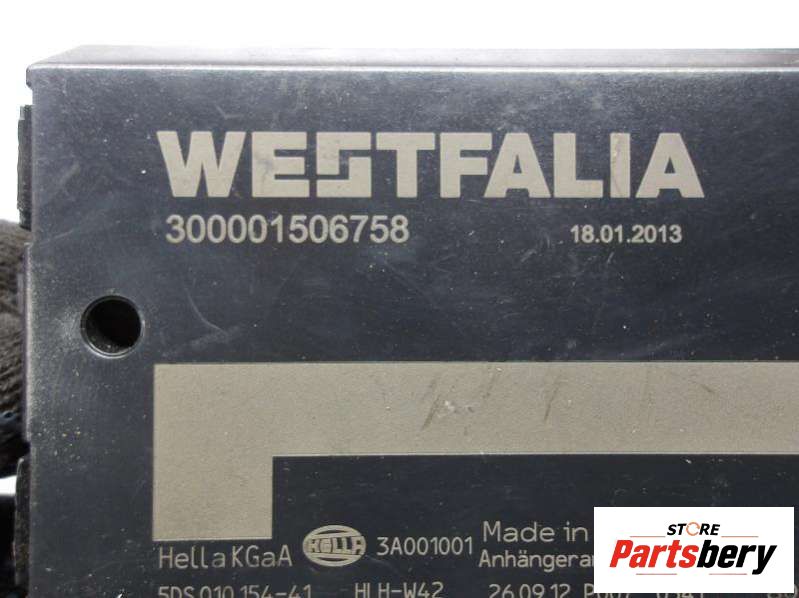 WESTFALIA
300001506758 18.01.2013
Hella KGaA HELLA 3A001001 Made in
5DS 010 154-41 HLH-W42 26.09.12
STORE
Partsbery